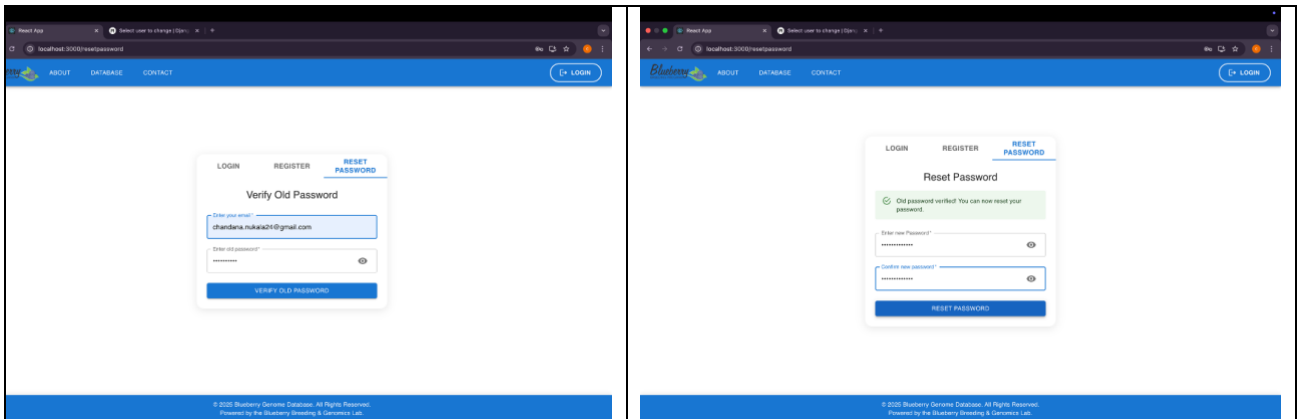 React App
Select user to change | Djan
localhost:3000/resetpassword
ABOUT
DATABASE
CONTACT
LOGIN
LOGIN
REGISTER
RESET
PASSWORD
Verify Old Password
Enter your email *
chandana.nukala24@gmail.com
Enter old password *
VERIFY OLD PASSWORD
© 2025 Blueberry Genome Database. All Rights Reserved.
Powered by the Blueberry Breeding & Genomics Lab.
React App
Select user to change | Djan
localhost:3000/resetpassword
Blueberry
ABOUT
DATABASE
CONTACT
LOGIN
LOGIN
REGISTER
RESET
PASSWORD
Reset Password
Old password verified! You can now reset your
password.
Enter new Password *
Confirm new password *
RESET PASSWORD
© 2025 Blueberry Genome Database. All Rights Reserved.
Powered by the Blueberry Breeding & Genomics Lab.